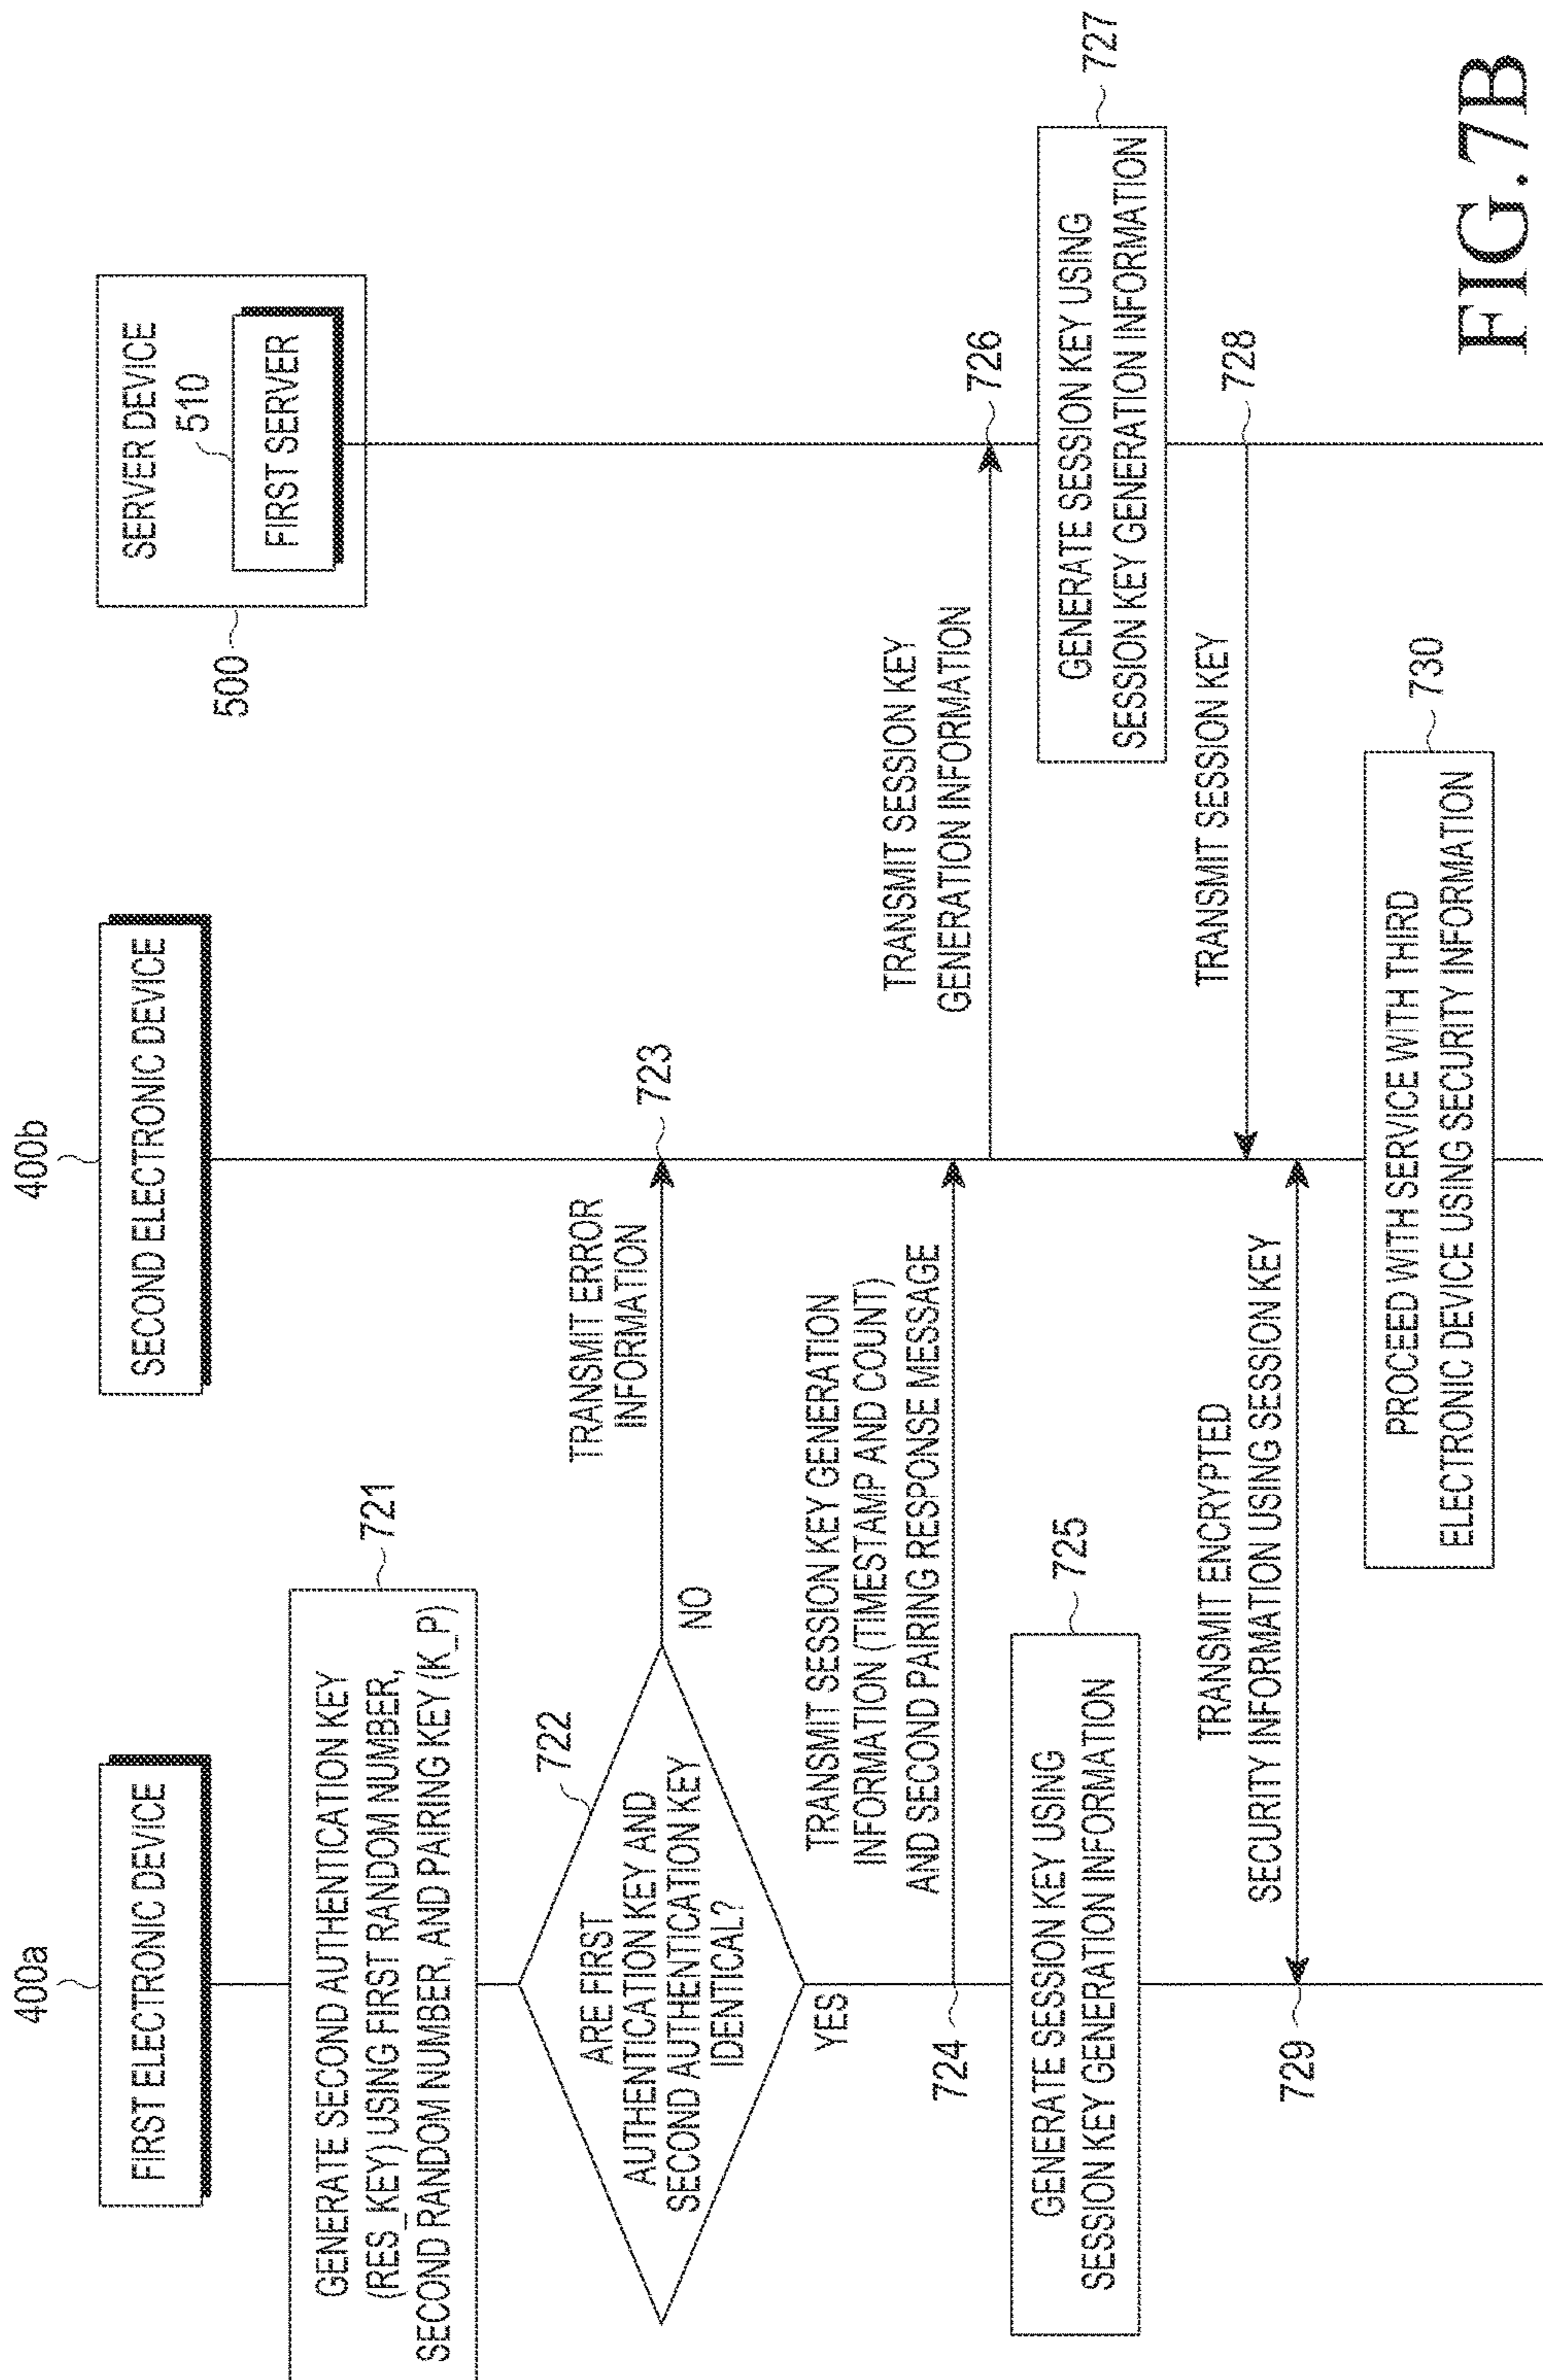 400a
FIRST ELECTRONIC DEVICE
400b
SECOND ELECTRONIC DEVICE
500
SERVER DEVICE
510
FIRST SERVER
721
GENERATE SECOND AUTHENTICATION KEY
(RES_KEY) USING FIRST RANDOM NUMBER,
SECOND RANDOM NUMBER, AND PAIRING KEY (K_P)
722
ARE FIRST
AUTHENTICATION KEY AND
SECOND AUTHENTICATION KEY
IDENTICAL?
NO
YES
TRANSMIT ERROR
INFORMATION
723
TRANSMIT SESSION KEY GENERATION
INFORMATION (TIMESTAMP AND COUNT)
AND SECOND PAIRING RESPONSE MESSAGE
724
TRANSMIT SESSION KEY
GENERATION INFORMATION
726
725
GENERATE SESSION KEY USING
SESSION KEY GENERATION INFORMATION
727
GENERATE SESSION KEY USING
SESSION KEY GENERATION INFORMATION
TRANSMIT SESSION KEY
728
TRANSMIT ENCRYPTED
SECURITY INFORMATION USING SESSION KEY
729
730
PROCEED WITH SERVICE WITH THIRD
ELECTRONIC DEVICE USING SECURITY INFORMATION
FIG.7B